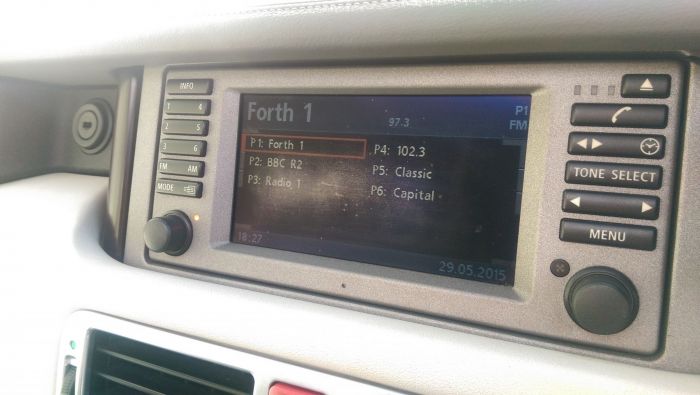 INFO
1 4
2 5
3 6
FM AM
MODE
Forth 1
97.3
P1
FM
P1: Forth 1
P2: BBC R2
P3: Radio 1
P4: 102.3
P5: Classic
P6: Capital
18:27
29.05.2015
TONE SELECT
MENU